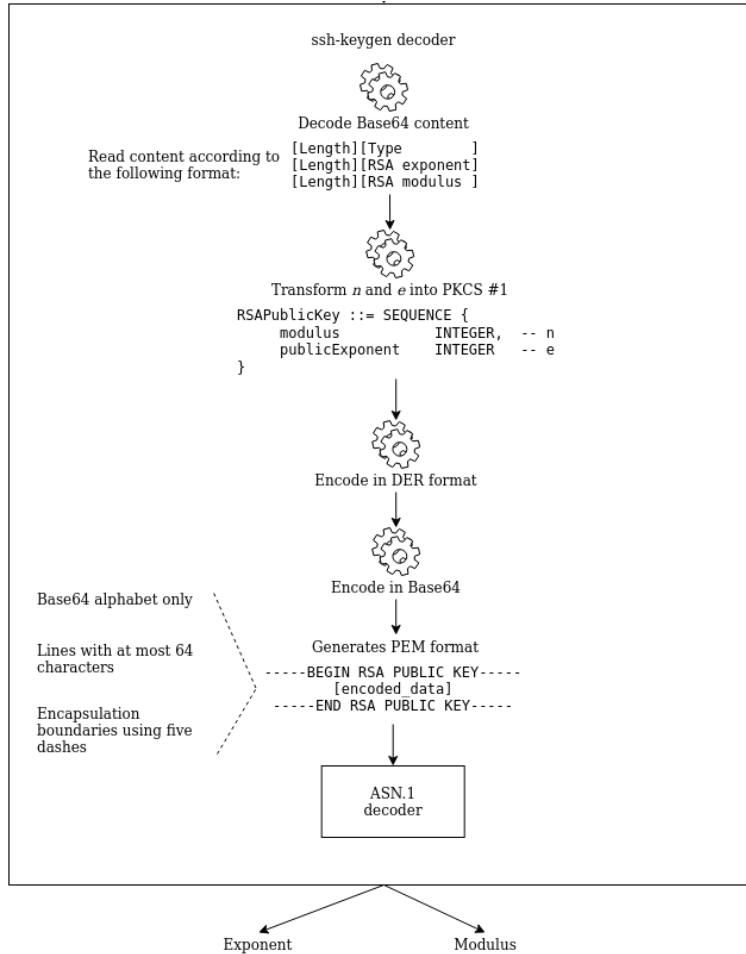 ssh-keygen decoder
Decode Base64 content
Read content according to
the following format:
[Length][Type        ]
[Length][RSA exponent]
[Length][RSA modulus ]
Transform n and e into PKCS #1
RSAPublicKey ::= SEQUENCE {
     modulus           INTEGER,  -- n
     publicExponent    INTEGER   -- e
}
Encode in DER format
Encode in Base64
Base64 alphabet only
Lines with at most 64
characters
Encapsulation
boundaries using five
dashes
Generates PEM format
-----BEGIN RSA PUBLIC KEY-----
[encoded_data]
-----END RSA PUBLIC KEY-----
ASN.1
decoder
Exponent
Modulus